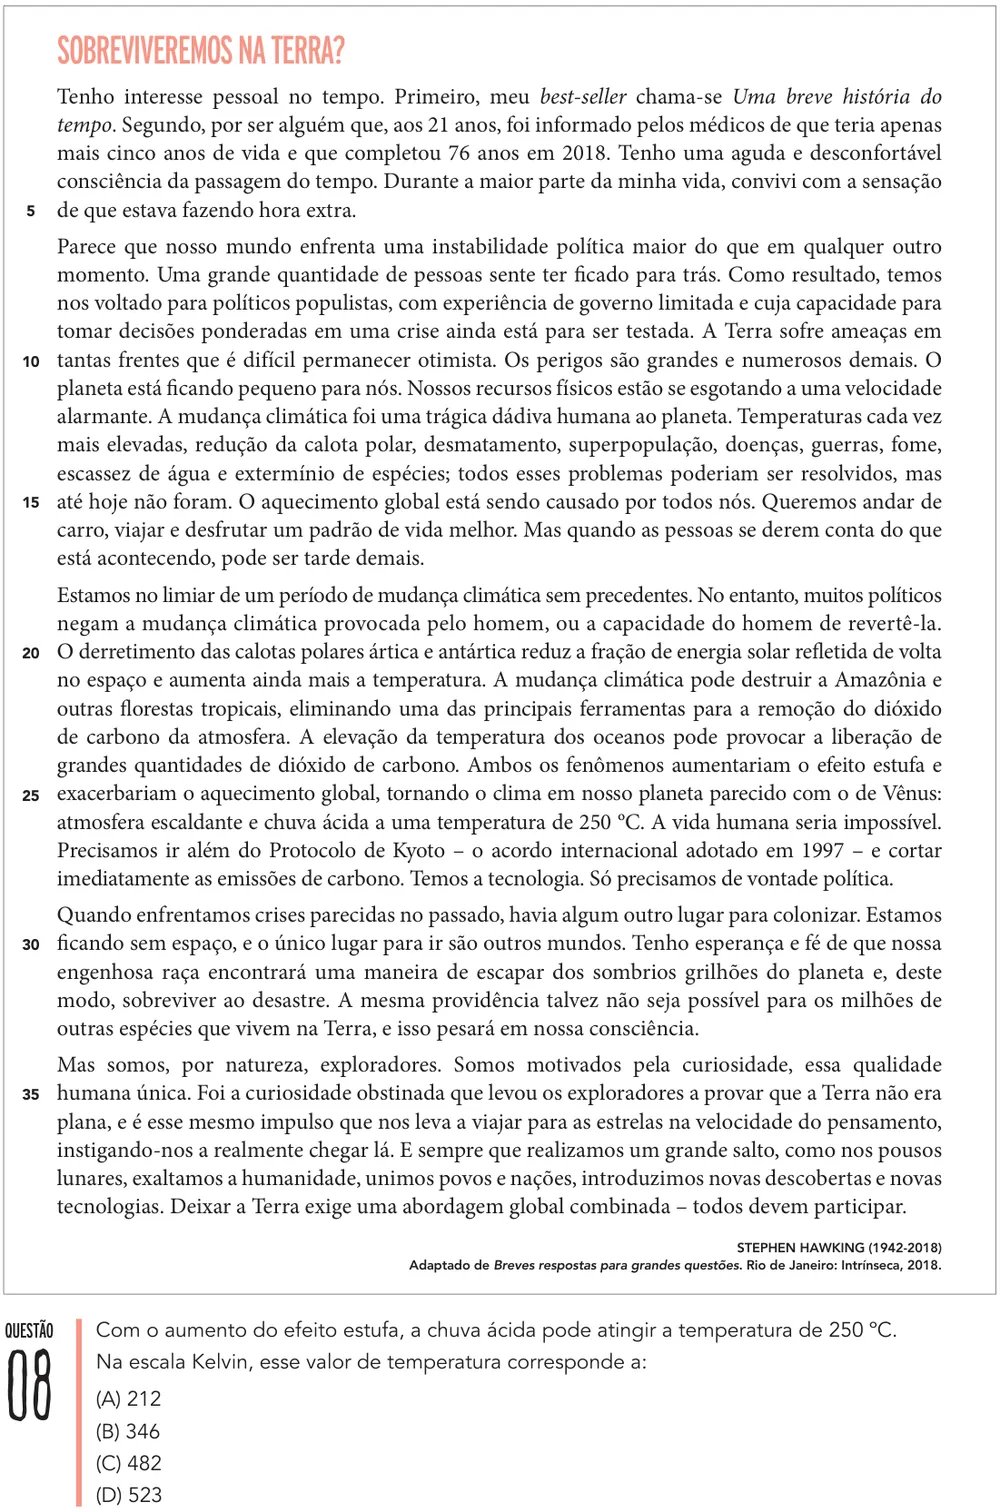 SOBREVIVEREMOS NA TERRA?
Tenho interesse pessoal no tempo. Primeiro, meu best-seller chama-se Uma breve história do
tempo. Segundo, por ser alguém que, aos 21 anos, foi informado pelos médicos de que teria apenas
mais cinco anos de vida e que completou 76 anos em 2018. Tenho uma aguda e desconfortável
consciência da passagem do tempo. Durante a maior parte da minha vida, convivi com a sensação
5 de que estava fazendo hora extra.
Parece que nosso mundo enfrenta uma instabilidade política maior do que em qualquer outro
momento. Uma grande quantidade de pessoas sente ter ficado para trás. Como resultado, temos
nos voltado para políticos populistas, com experiência de governo limitada e cuja capacidade para
tomar decisões ponderadas em uma crise ainda está para ser testada. A Terra sofre ameaças em
10 tantas frentes que é difícil permanecer otimista. Os perigos são grandes e numerosos demais. O
planeta está ficando pequeno para nós. Nossos recursos físicos estão se esgotando a uma velocidade
alarmante. A mudança climática foi uma trágica dádiva humana ao planeta. Temperaturas cada vez
mais elevadas, redução da calota polar, desmatamento, superpopulação, doenças, guerras, fome,
escassez de água e extermínio de espécies; todos esses problemas poderiam ser resolvidos, mas
15 até hoje não foram. O aquecimento global está sendo causado por todos nós. Queremos andar de
carro, viajar e desfrutar um padrão de vida melhor. Mas quando as pessoas se derem conta do que
está acontecendo, pode ser tarde demais.
Estamos no limiar de um período de mudança climática sem precedentes. No entanto, muitos políticos
negam a mudança climática provocada pelo homem, ou a capacidade do homem de revertê-la.
20 O derretimento das calotas polares ártica e antártica reduz a fração de energia solar refletida de volta
no espaço e aumenta ainda mais a temperatura. A mudança climática pode destruir a Amazônia e
outras florestas tropicais, eliminando uma das principais ferramentas para a remoção do dióxido
de carbono da atmosfera. A elevação da temperatura dos oceanos pode provocar a liberação de
grandes quantidades de dióxido de carbono. Ambos os fenômenos aumentariam o efeito estufa e
25 exacerbariam o aquecimento global, tornando o clima em nosso planeta parecido com o de Vênus:
atmosfera escaldante e chuva ácida a uma temperatura de 250 ºC. A vida humana seria impossível.
Precisamos ir além do Protocolo de Kyoto – o acordo internacional adotado em 1997 – e cortar
imediatamente as emissões de carbono. Temos a tecnologia. Só precisamos de vontade política.
Quando enfrentamos crises parecidas no passado, havia algum outro lugar para colonizar. Estamos
30 ficando sem espaço, e o único lugar para ir são outros mundos. Tenho esperança e fé de que nossa
engenhosa raça encontrará uma maneira de escapar dos sombrios grilhões do planeta e, deste
modo, sobreviver ao desastre. A mesma providência talvez não seja possível para os milhões de
outras espécies que vivem na Terra, e isso pesará em nossa consciência.
Mas somos, por natureza, exploradores. Somos motivados pela curiosidade, essa qualidade
35 humana única. Foi a curiosidade obstinada que levou os exploradores a provar que a Terra não era
plana, e é esse mesmo impulso que nos leva a viajar para as estrelas na velocidade do pensamento,
instigando-nos a realmente chegar lá. E sempre que realizamos um grande salto, como nos pousos
lunares, exaltamos a humanidade, unimos povos e nações, introduzimos novas descobertas e novas
tecnologias. Deixar a Terra exige uma abordagem global combinada – todos devem participar.
STEPHEN HAWKING (1942-2018)
Adaptado de Breves respostas para grandes questões. Rio de Janeiro: Intrínseca, 2018.
QUESTÃO
08
Com o aumento do efeito estufa, a chuva ácida pode atingir a temperatura de 250 ºC.
Na escala Kelvin, esse valor de temperatura corresponde a:
(A) 212
(B) 346
(C) 482
(D) 523